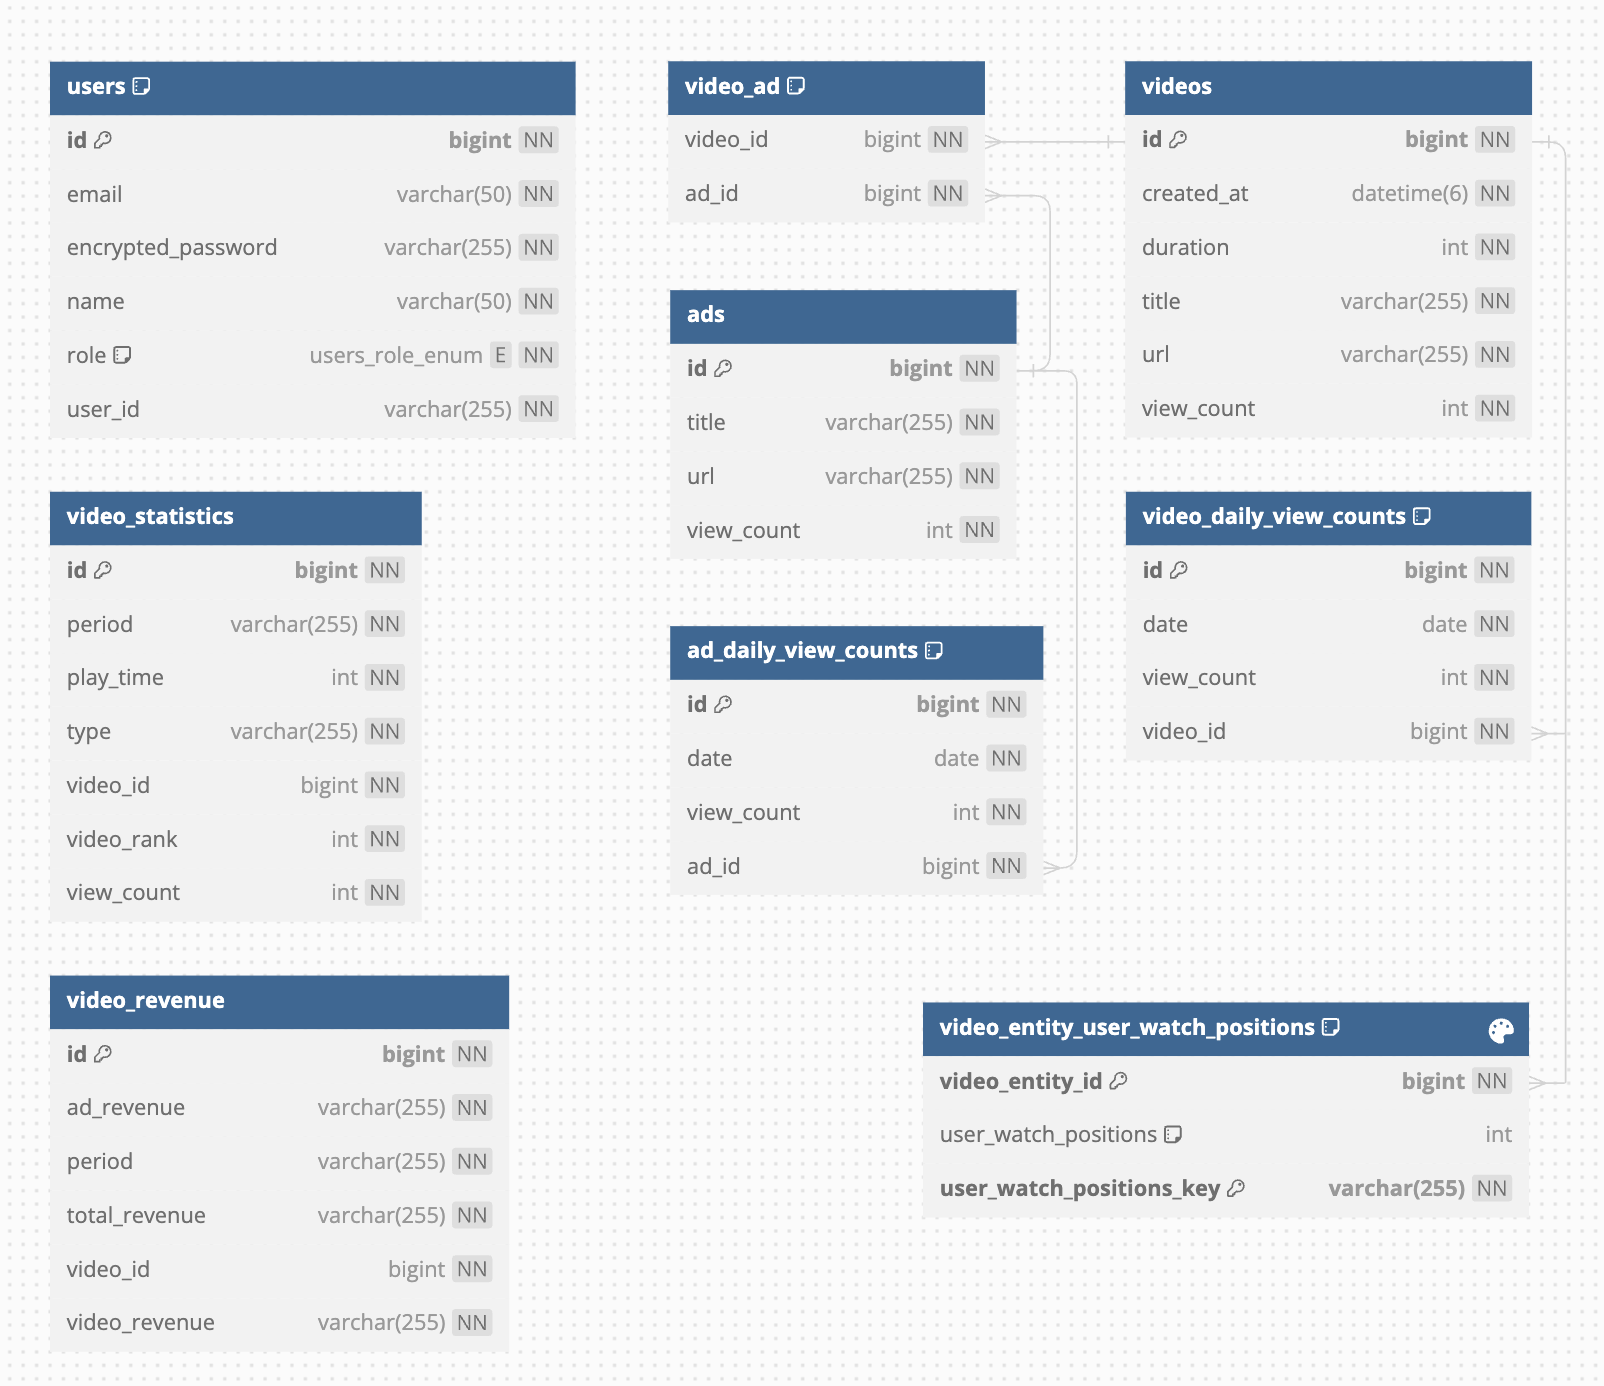 users
id bigint NN
email varchar(50) NN
encrypted_password varchar(255) NN
name varchar(50) NN
role users_role_enum E NN
user_id varchar(255) NN
video_statistics
id bigint NN
period varchar(255) NN
play_time int NN
type varchar(255) NN
video_id bigint NN
video_rank int NN
view_count int NN
video_revenue
id bigint NN
ad_revenue varchar(255) NN
period varchar(255) NN
total_revenue varchar(255) NN
video_id bigint NN
video_revenue varchar(255) NN
video_ad
video_id bigint NN
ad_id bigint NN
ads
id bigint NN
title varchar(255) NN
url varchar(255) NN
view_count int NN
ad_daily_view_counts
id bigint NN
date date NN
view_count int NN
ad_id bigint NN
videos
id bigint NN
created_at datetime(6) NN
duration int NN
title varchar(255) NN
url varchar(255) NN
view_count int NN
video_daily_view_counts
id bigint NN
date date NN
view_count int NN
video_id bigint NN
video_entity_user_watch_positions
video_entity_id bigint NN
user_watch_positions int
user_watch_positions_key varchar(255) NN